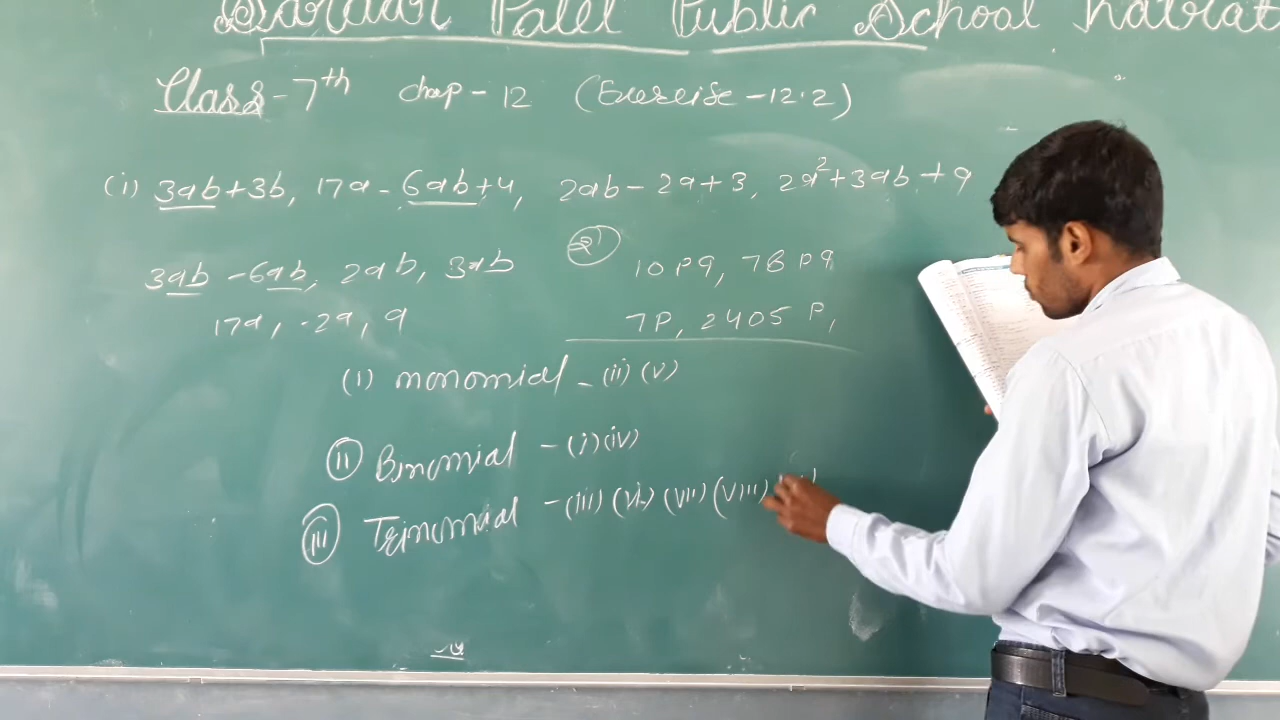 Sardar Patel Public School
Class - 7th chap - 12 (Exercise - 12.2)
(i) 3ab+3b, 17a - 6ab+4, 2ab - 2a+3, 2a²+3ab+9
3ab - 6ab, 2ab, 3ab
17a, -2a, 9
2) 10pq, 78pq
7P, 2405 P,
(i) monomial - (ii) (v)
(ii) Binomial - (i) (iv)
(iii) Trinomial - (iii) (vi) (vii) (viii)